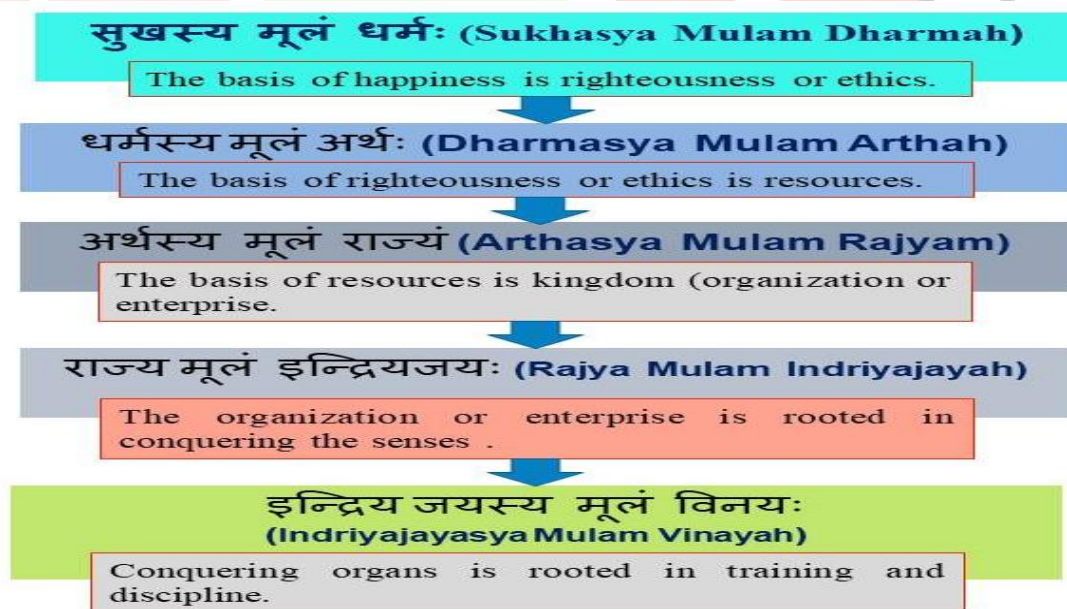 सुखस्य मूलं धर्मः (Sukhasya Mulam Dharmah)
The basis of happiness is righteousness or ethics.
धर्मस्य मूलं अर्थः (Dharmasya Mulam Arthah)
The basis of righteousness or ethics is resources.
अर्थस्य मूलं राज्यं (Arthasya Mulam Rajyam)
The basis of resources is kingdom (organization or
enterprise.
राज्य मूलं इन्द्रियजयः (Rajya Mulam Indriyajayah)
The organization or enterprise is rooted in
conquering the senses .
इन्द्रिय जयस्य मूलं विनयः
(Indriyajayasya Mulam Vinayah)
Conquering organs is rooted in training and
discipline.